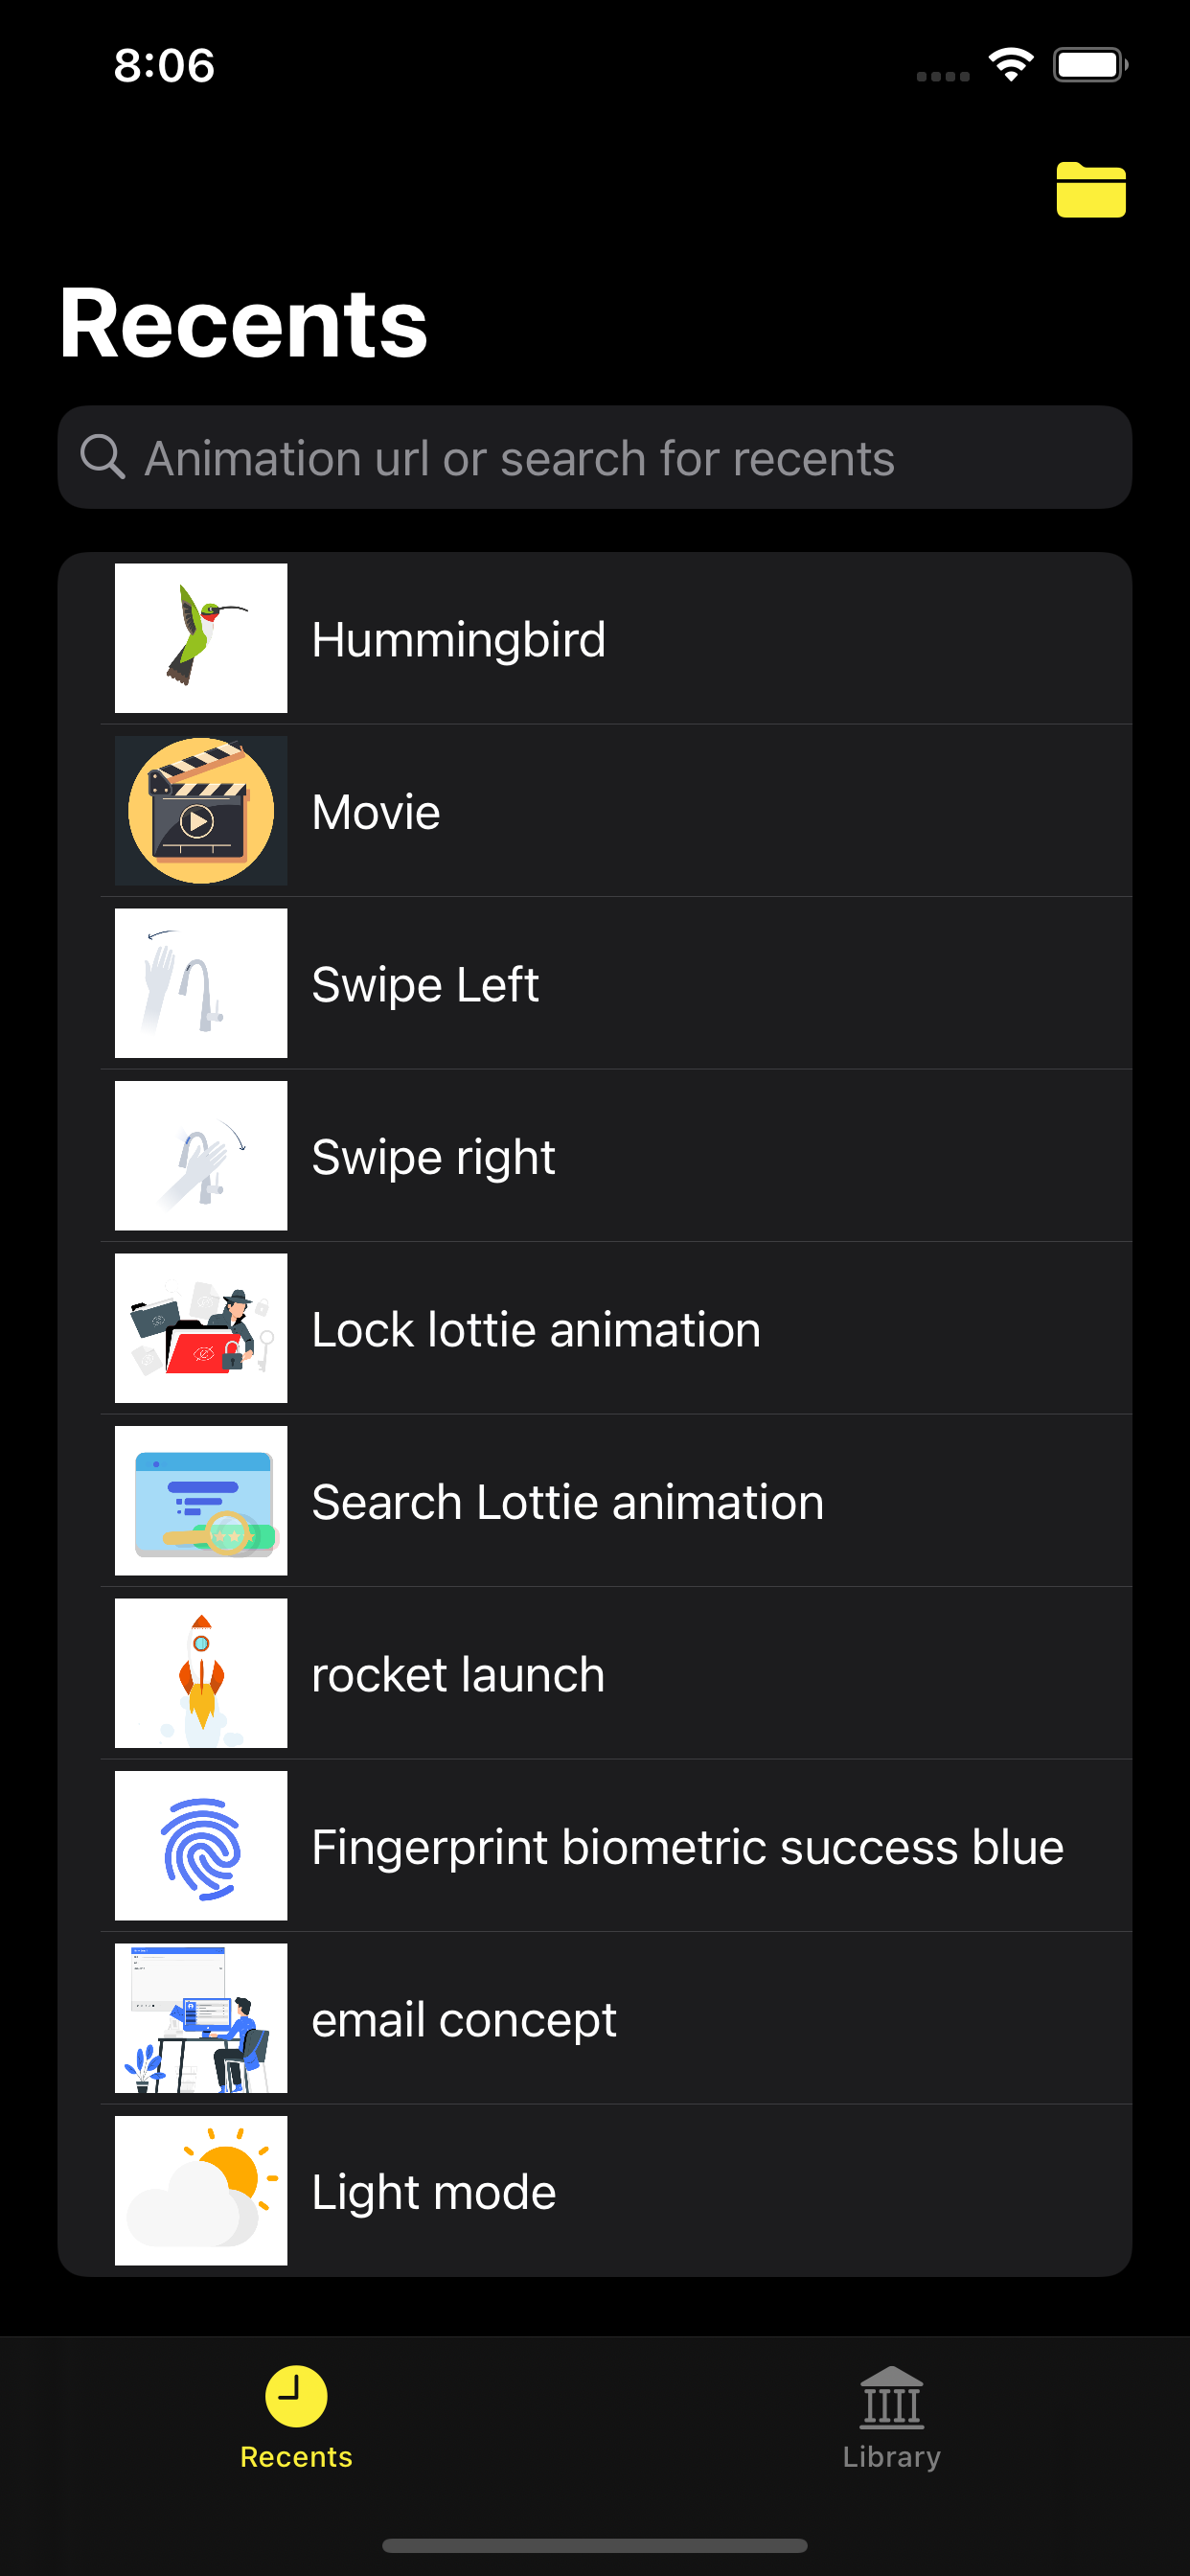 8:06
Recents
Animation url or search for recents
Hummingbird
Movie
Swipe Left
Swipe right
Lock lottie animation
Search Lottie animation
rocket launch
Fingerprint biometric success blue
email concept
Light mode
Recents
Library